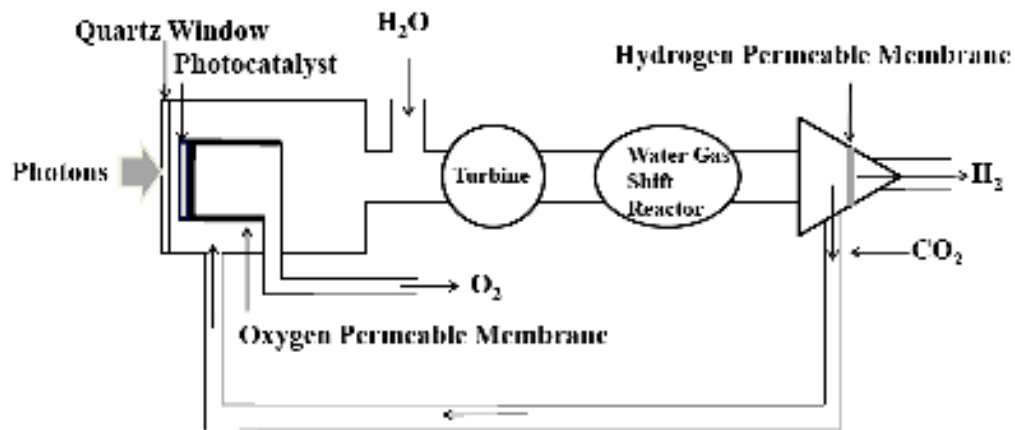 Quartz Window
H₂O
Photocatalyst
Hydrogen Permeable Membrane
Photons
Turbine
Water Gas
Shift
Reactor
H₂
CO₂
O₂
Oxygen Permeable Membrane